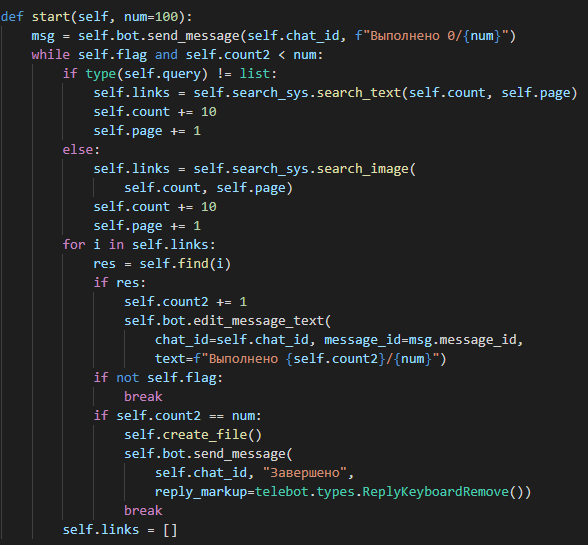 def start(self, num=100):
    msg = self.bot.send_message(self.chat_id, f"Выполнено 0/{num}")
    while self.flag and self.count2 < num:
        if type(self.query) != list:
            self.links = self.search_sys.search_text(self.count, self.page)
            self.count += 10
            self.page += 1
        else:
            self.links = self.search_sys.search_image(
                self.count, self.page)
            self.count += 10
            self.page += 1
        for i in self.links:
            res = self.find(i)
            if res:
                self.count2 += 1
                self.bot.edit_message_text(
                    chat_id=self.chat_id, message_id=msg.message_id,
                    text=f"Выполнено {self.count2}/{num}")
            if not self.flag:
                break
            if self.count2 == num:
                self.create_file()
                self.bot.send_message(
                    self.chat_id, "Завершено",
                    reply_markup=telebot.types.ReplyKeyboardRemove())
                break
        self.links = []